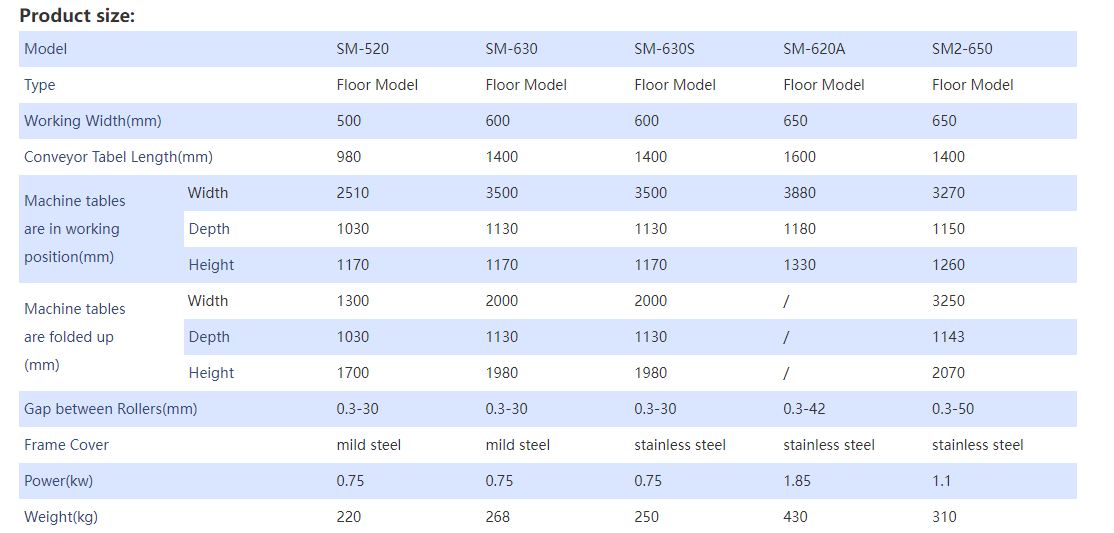 Product size:
Model SM-520 SM-630 SM-630S SM-620A SM2-650
Type Floor Model Floor Model Floor Model Floor Model Floor Model
Working Width(mm) 500 600 600 650 650
Conveyor Tabel Length(mm) 980 1400 1400 1600 1400
Machine tables
are in working
position(mm)
Width 2510 3500 3500 3880 3270
Depth 1030 1130 1130 1180 1150
Height 1170 1170 1170 1330 1260
Machine tables
are folded up
(mm)
Width 1300 2000 2000 / 3250
Depth 1030 1130 1130 / 1143
Height 1700 1980 1980 / 2070
Gap between Rollers(mm) 0.3-30 0.3-30 0.3-30 0.3-42 0.3-50
Frame Cover mild steel mild steel stainless steel stainless steel stainless steel
Power(kw) 0.75 0.75 0.75 1.85 1.1
Weight(kg) 220 268 250 430 310